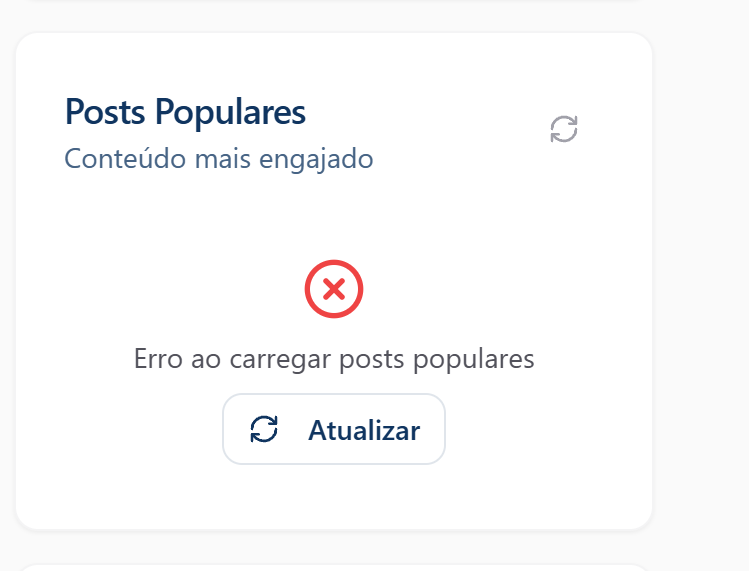 Posts Populares
Conteúdo mais engajado
Erro ao carregar posts populares
Atualizar